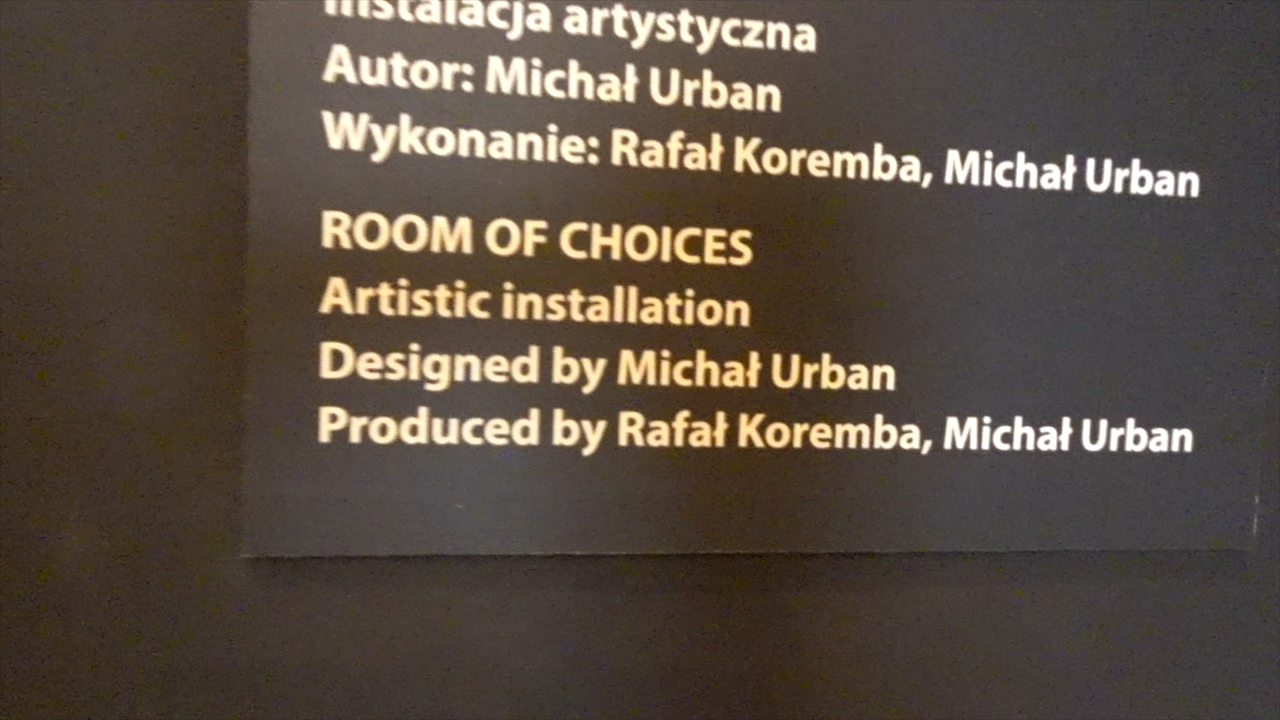 Instalacja artystyczna
Autor: Michał Urban
Wykonanie: Rafał Koremba, Michał Urban
ROOM OF CHOICES
Artistic installation
Designed by Michał Urban
Produced by Rafał Koremba, Michał Urban